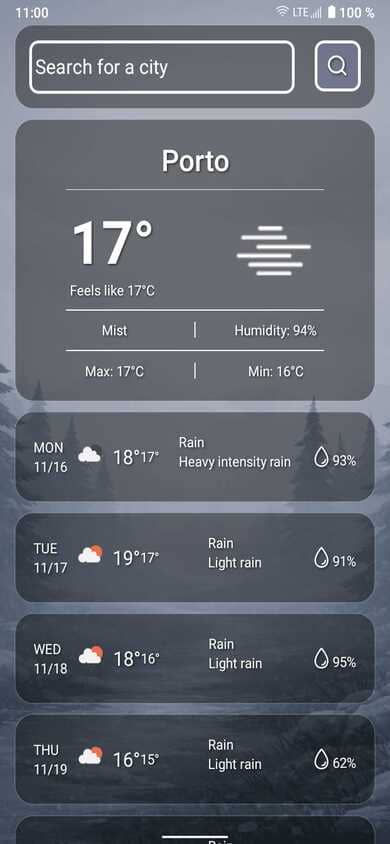 11:00 LTE 100 %
Search for a city
Porto
17°
Feels like 17°C
Mist | Humidity: 94%
Max: 17°C | Min: 16°C
MON
11/16
18°17°
Rain
Heavy intensity rain
93%
TUE
11/17
19°17°
Rain
Light rain
91%
WED
11/18
18°16°
Rain
Light rain
95%
THU
11/19
16°15°
Rain
Light rain
62%